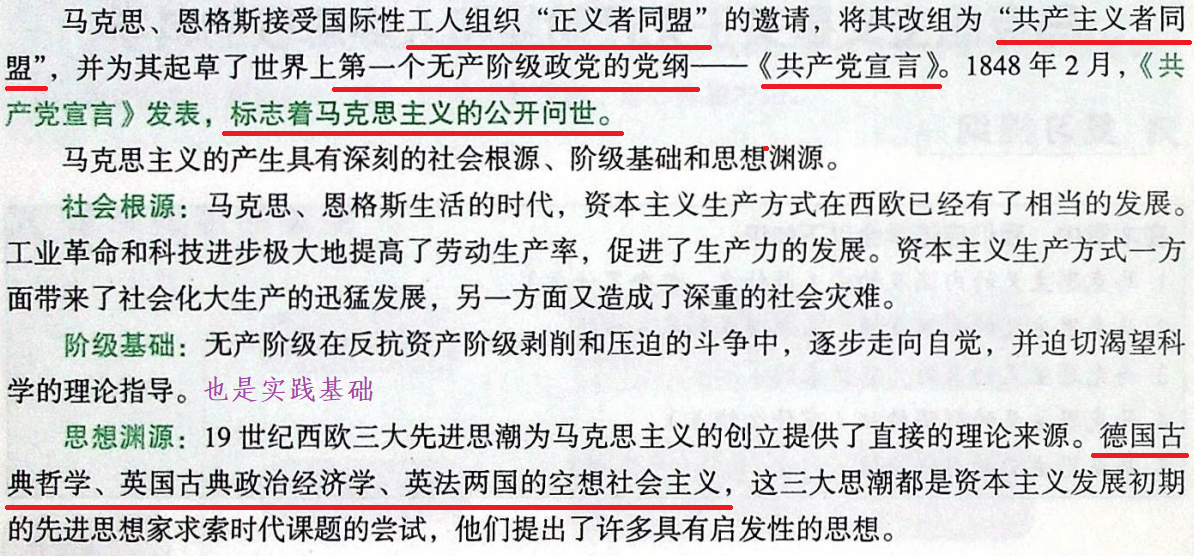 马克思、恩格斯接受国际性工人组织“正义者同盟”的邀请，将其改组为“共产主义者同
盟”，并为其起草了世界上第一个无产阶级政党的党纲——《共产党宣言》。1848 年 2 月，《共
产党宣言》发表，标志着马克思主义的公开问世。
马克思主义的产生具有深刻的社会根源、阶级基础和思想渊源。
社会根源：马克思、恩格斯生活的时代，资本主义生产方式在西欧已经有了相当的发展。
工业革命和科技进步极大地提高了劳动生产率，促进了生产力的发展。资本主义生产方式一方
面带来了社会化大生产的迅猛发展，另一方面又造成了深重的社会灾难。
阶级基础：无产阶级在反抗资产阶级剥削和压迫的斗争中，逐步走向自觉，并迫切渴望科
学的理论指导。也是实践基础
思想渊源：19 世纪西欧三大先进思潮为马克思主义的创立提供了直接的理论来源。德国古
典哲学、英国古典政治经济学、英法两国的空想社会主义，这三大思潮都是资本主义发展初期
的先进思想家求索时代课题的尝试，他们提出了许多具有启发性的思想。